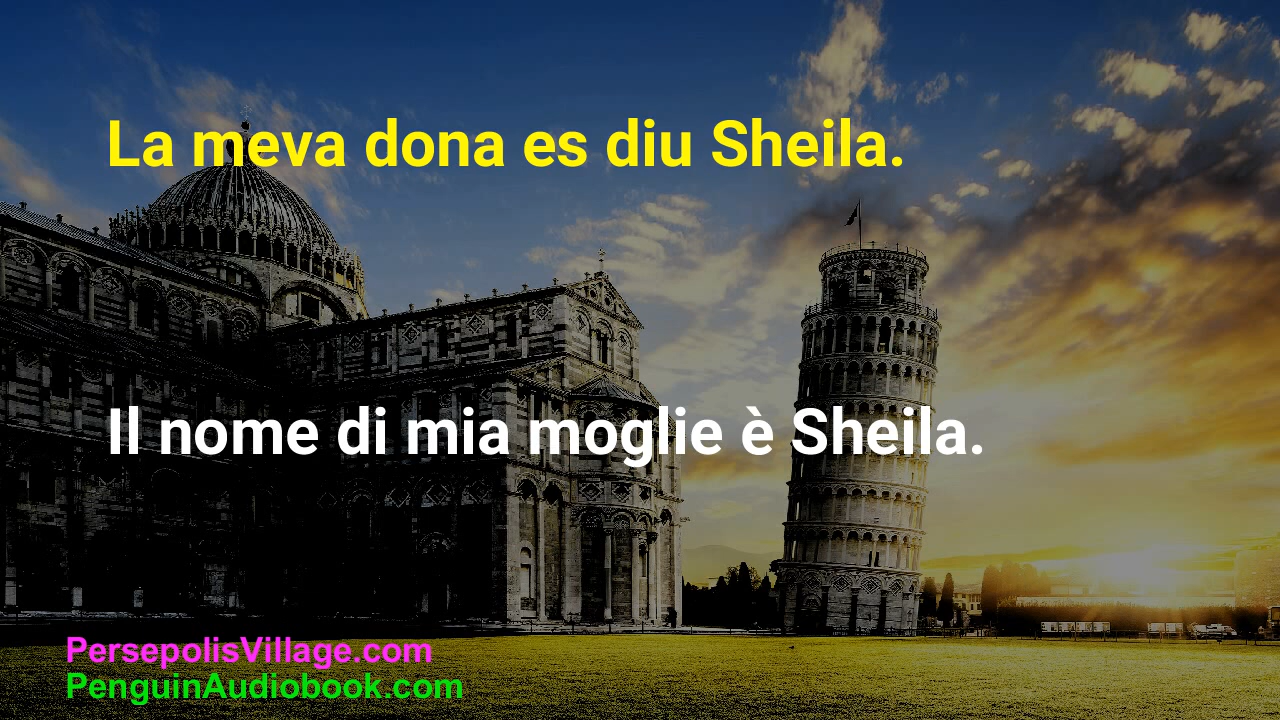 La meva dona es diu Sheila.
Il nome di mia moglie è Sheila.
PersepolisVillage.com
PenguinAudiobook.com